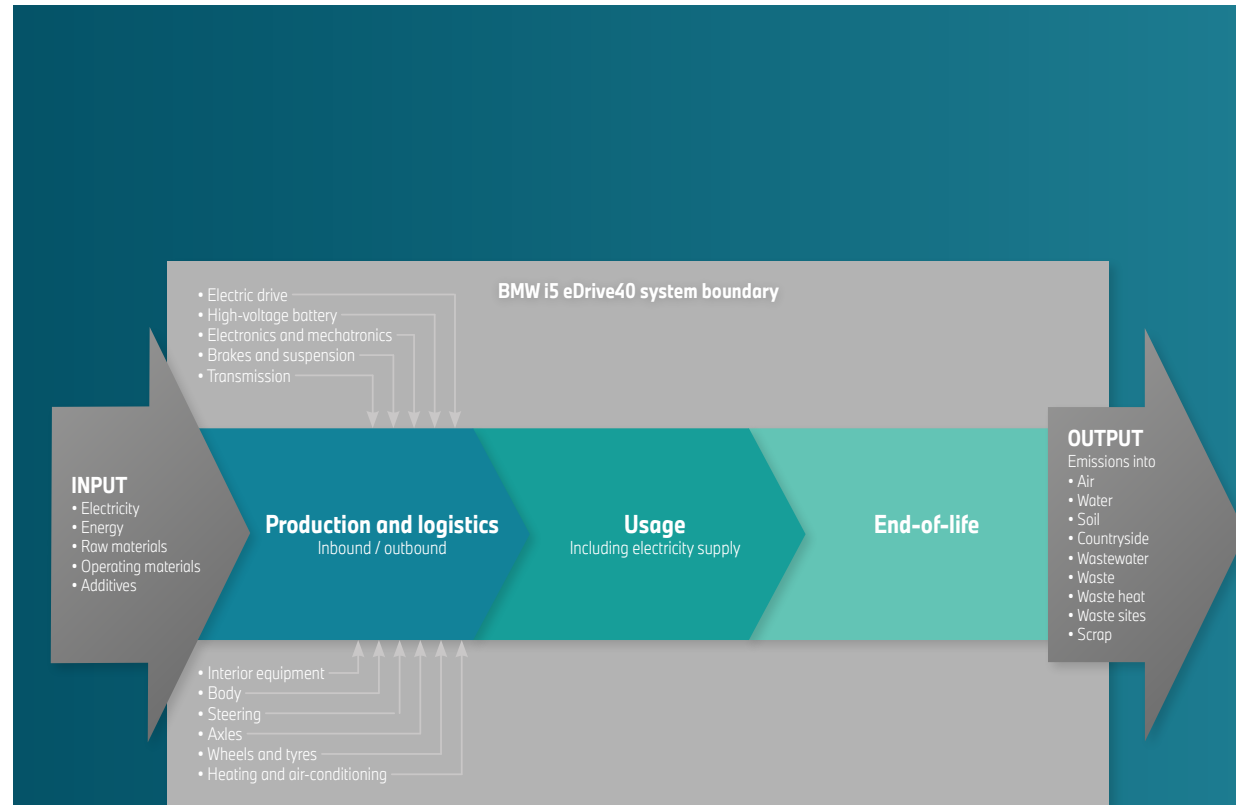 BMW i5 eDrive40 system boundary
• Electric drive
• High-voltage battery
• Electronics and mechatronics
• Brakes and suspension
• Transmission
INPUT
• Electricity
• Energy
• Raw materials
• Operating materials
• Additives
Production and logistics
Inbound / outbound
Usage
Including electricity supply
End-of-life
OUTPUT
Emissions into
• Air
• Water
• Soil
• Countryside
• Wastewater
• Waste
• Waste heat
• Waste sites
• Scrap
• Interior equipment
• Body
• Steering
• Axles
• Wheels and tyres
• Heating and air-conditioning